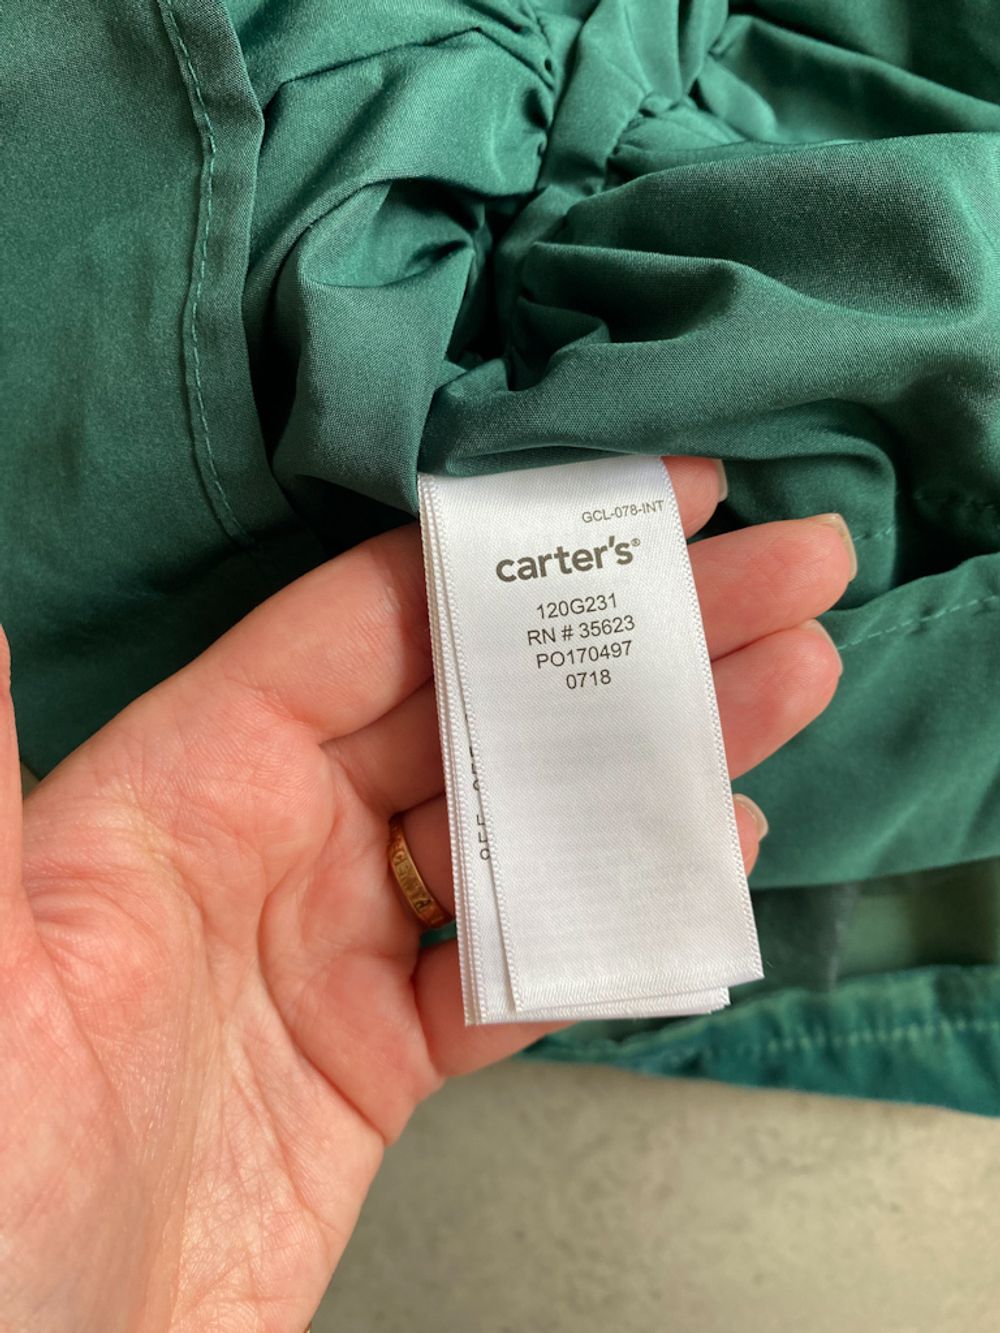 GCL-078-INT
carter's®
120G231
RN # 35623
PO170497
0718